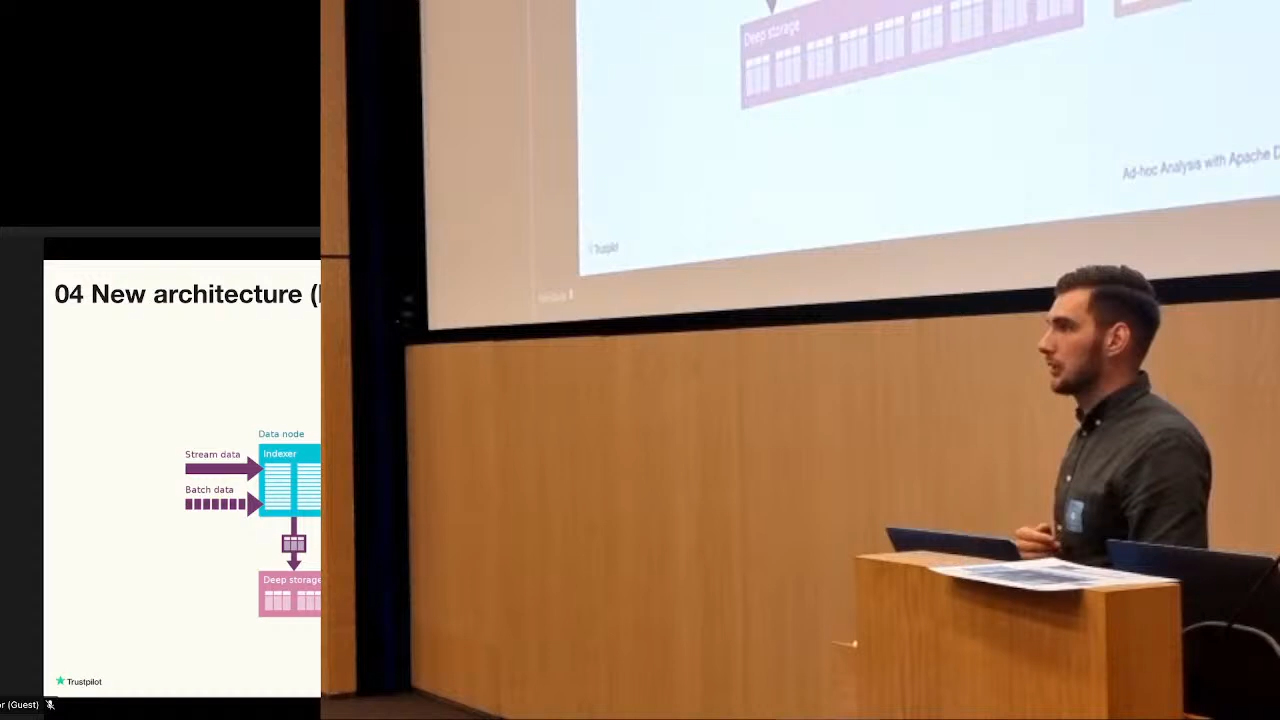 04 New architecture (
Data node
Stream data
Indexer
Batch data
Deep storage
Trustpilot
r (Guest)
Deep storage
Ad-hoc Analysis with Apache D
Trustpilot